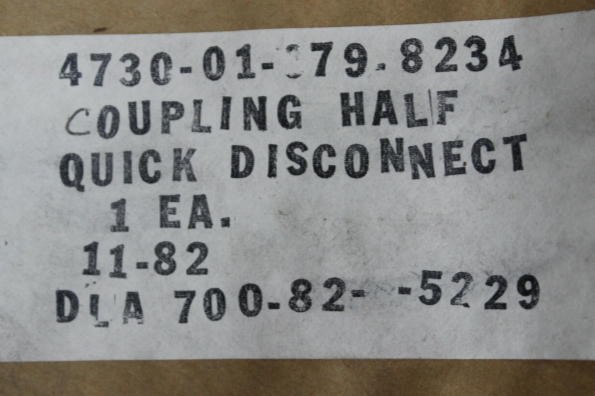 4730-01- 79-8234
COUPLING HALF
QUICK DISCONNECT
1 EA.
11-82
DLA 700-82- -5229